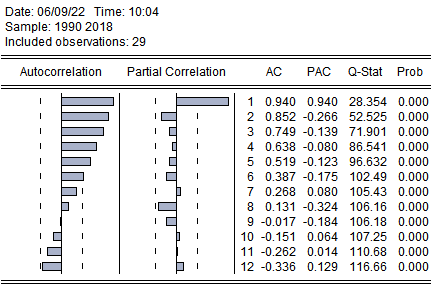 Date: 06/09/22 Time: 10:04
Sample: 1990 2018
Included observations: 29
Autocorrelation Partial Correlation AC PAC Q-Stat Prob
1 0.940 0.940 28.354 0.000
2 0.852 -0.266 52.525 0.000
3 0.749 -0.139 71.901 0.000
4 0.638 -0.080 86.541 0.000
5 0.519 -0.123 96.632 0.000
6 0.387 -0.175 102.49 0.000
7 0.268 0.080 105.43 0.000
8 0.131 -0.324 106.16 0.000
9 -0.017 -0.184 106.18 0.000
10 -0.151 0.064 107.25 0.000
11 -0.262 0.014 110.68 0.000
12 -0.336 0.129 116.66 0.000